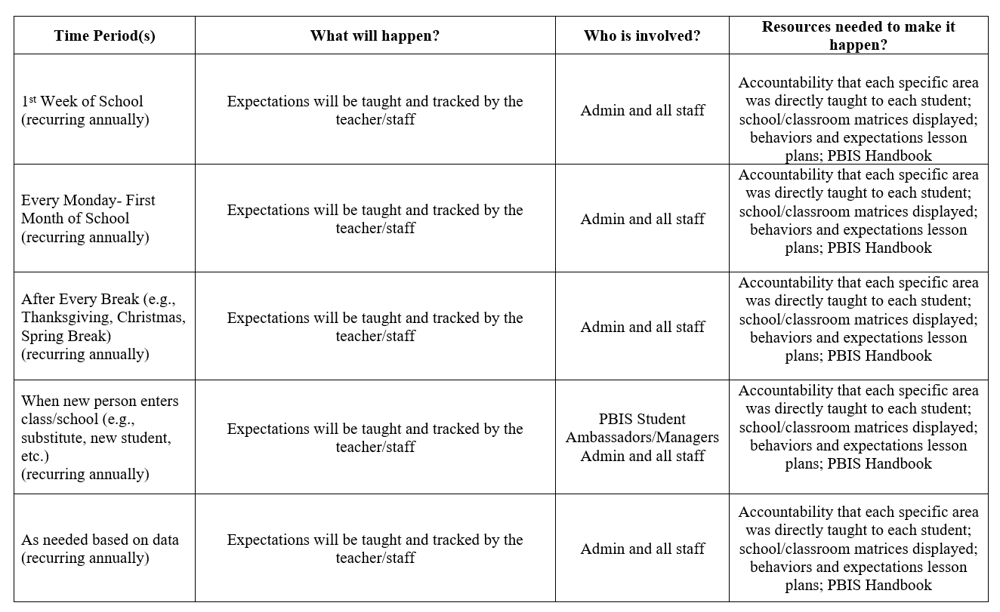 Time Period(s)
What will happen?
Who is involved?
Resources needed to make it
happen?
1st Week of School
(recurring annually)
Expectations will be taught and tracked by the
teacher/staff
Admin and all staff
Accountability that each specific area
was directly taught to each student;
school/classroom matrices displayed;
behaviors and expectations lesson
plans; PBIS Handbook
Every Monday- First
Month of School
(recurring annually)
Expectations will be taught and tracked by the
teacher/staff
Admin and all staff
Accountability that each specific area
was directly taught to each student;
school/classroom matrices displayed;
behaviors and expectations lesson
plans; PBIS Handbook
After Every Break (e.g.,
Thanksgiving, Christmas,
Spring Break)
(recurring annually)
Expectations will be taught and tracked by the
teacher/staff
Admin and all staff
Accountability that each specific area
was directly taught to each student;
school/classroom matrices displayed;
behaviors and expectations lesson
plans; PBIS Handbook
When new person enters
class/school (e.g.,
substitute, new student,
etc.)
(recurring annually)
Expectations will be taught and tracked by the
teacher/staff
PBIS Student
Ambassadors/Managers
Admin and all staff
Accountability that each specific area
was directly taught to each student;
school/classroom matrices displayed;
behaviors and expectations lesson
plans; PBIS Handbook
As needed based on data
(recurring annually)
Expectations will be taught and tracked by the
teacher/staff
Admin and all staff
Accountability that each specific area
was directly taught to each student;
school/classroom matrices displayed;
behaviors and expectations lesson
plans; PBIS Handbook